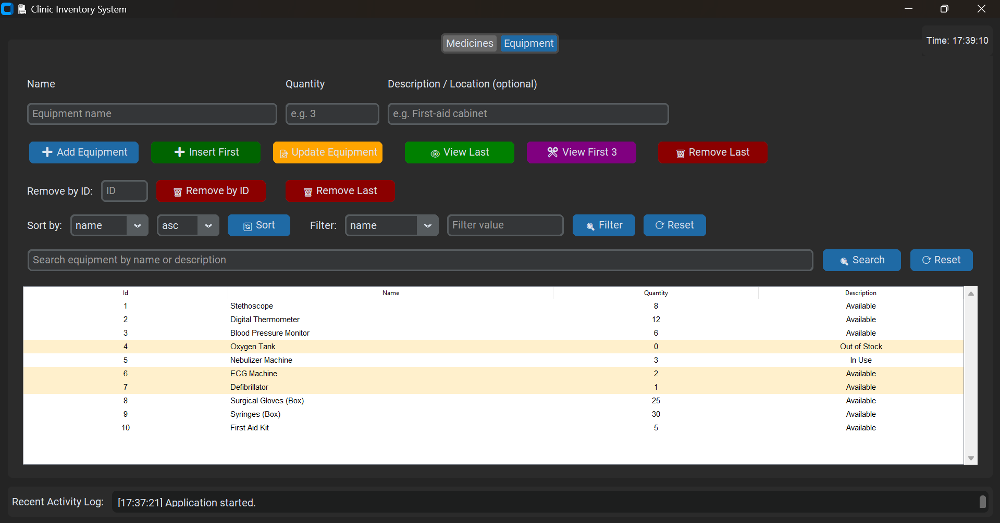 Clinic Inventory System
Medicines Equipment
Time: 17:39:10
Name Quantity Description / Location (optional)
Equipment name e.g. 3 e.g. First-aid cabinet
Add Equipment Insert First Update Equipment View Last View First 3 Remove Last
Remove by ID: ID Remove by ID Remove Last
Sort by: name asc Sort Filter: name Filter value Filter Reset
Search equipment by name or description Search Reset
Id Name Quantity Description
1 Stethoscope 8 Available
2 Digital Thermometer 12 Available
3 Blood Pressure Monitor 6 Available
4 Oxygen Tank 0 Out of Stock
5 Nebulizer Machine 3 In Use
6 ECG Machine 2 Available
7 Defibrillator 1 Available
8 Surgical Gloves (Box) 25 Available
9 Syringes (Box) 30 Available
10 First Aid Kit 5 Available
Recent Activity Log: [17:37:21] Application started.